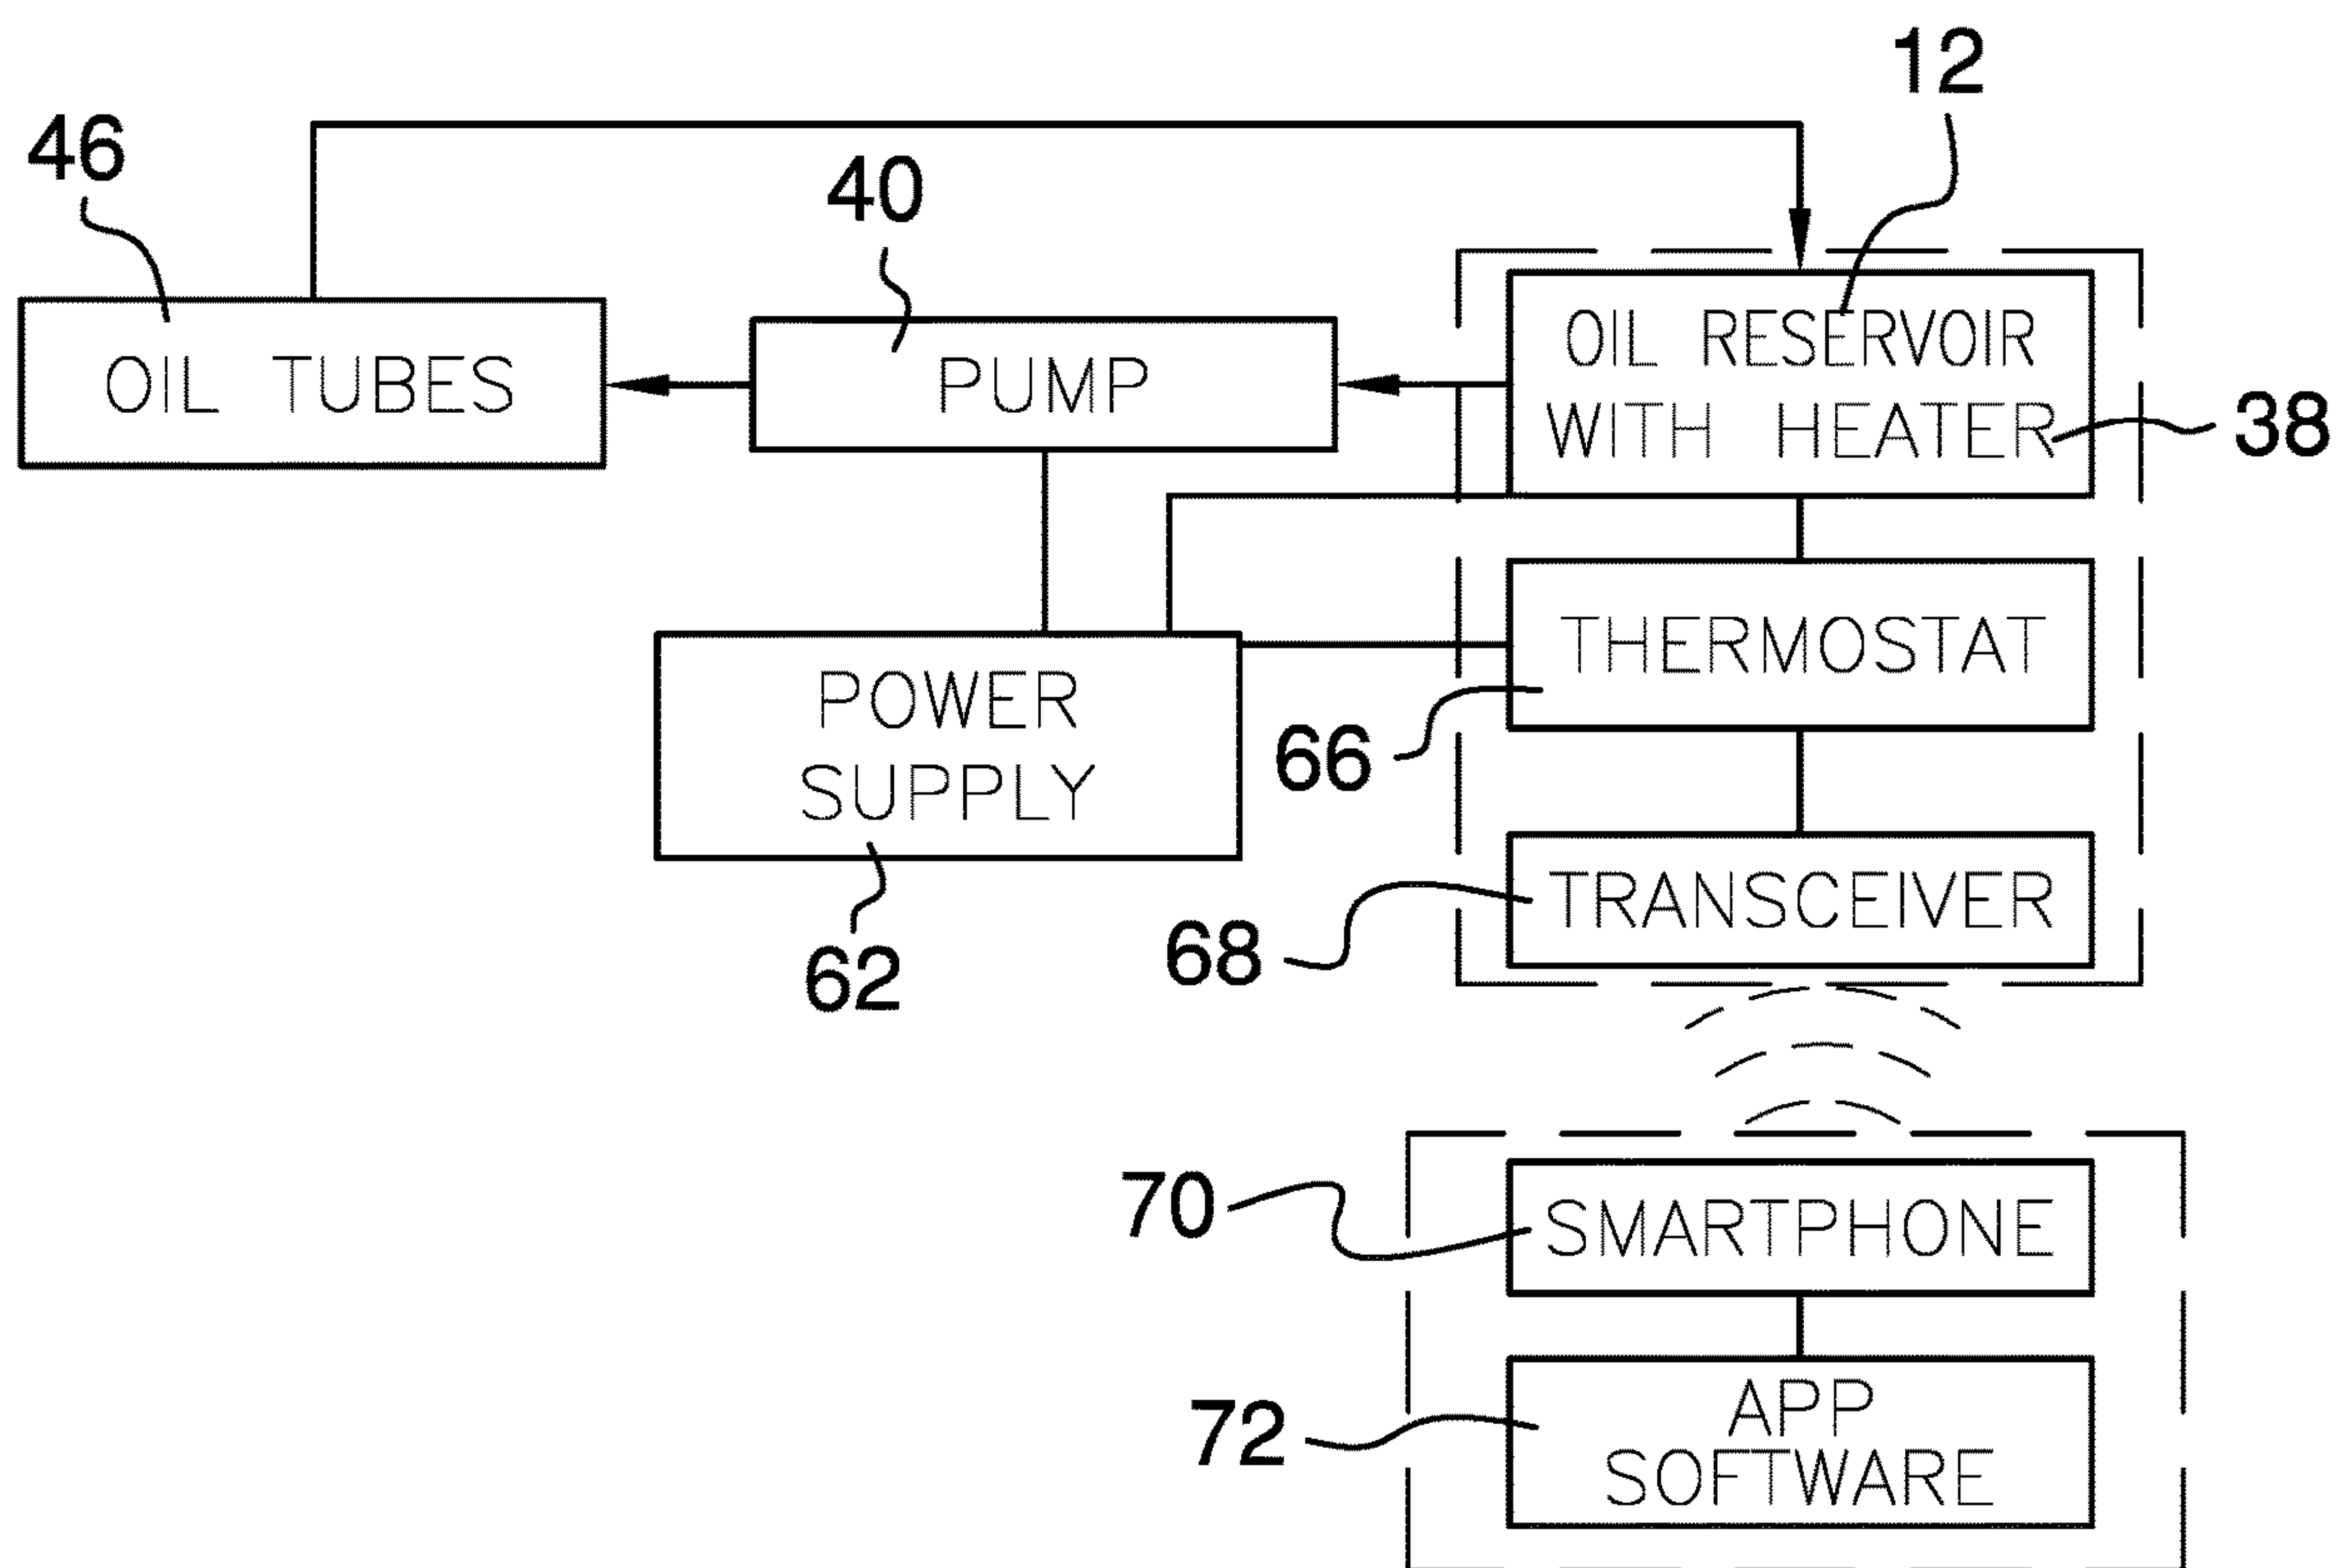 12
46
40
OIL TUBES
PUMP
OIL RESERVOIR
WITH HEATER
38
POWER
SUPPLY
62
THERMOSTAT
66
TRANSCEIVER
68
70
SMARTPHONE
72
APP
SOFTWARE